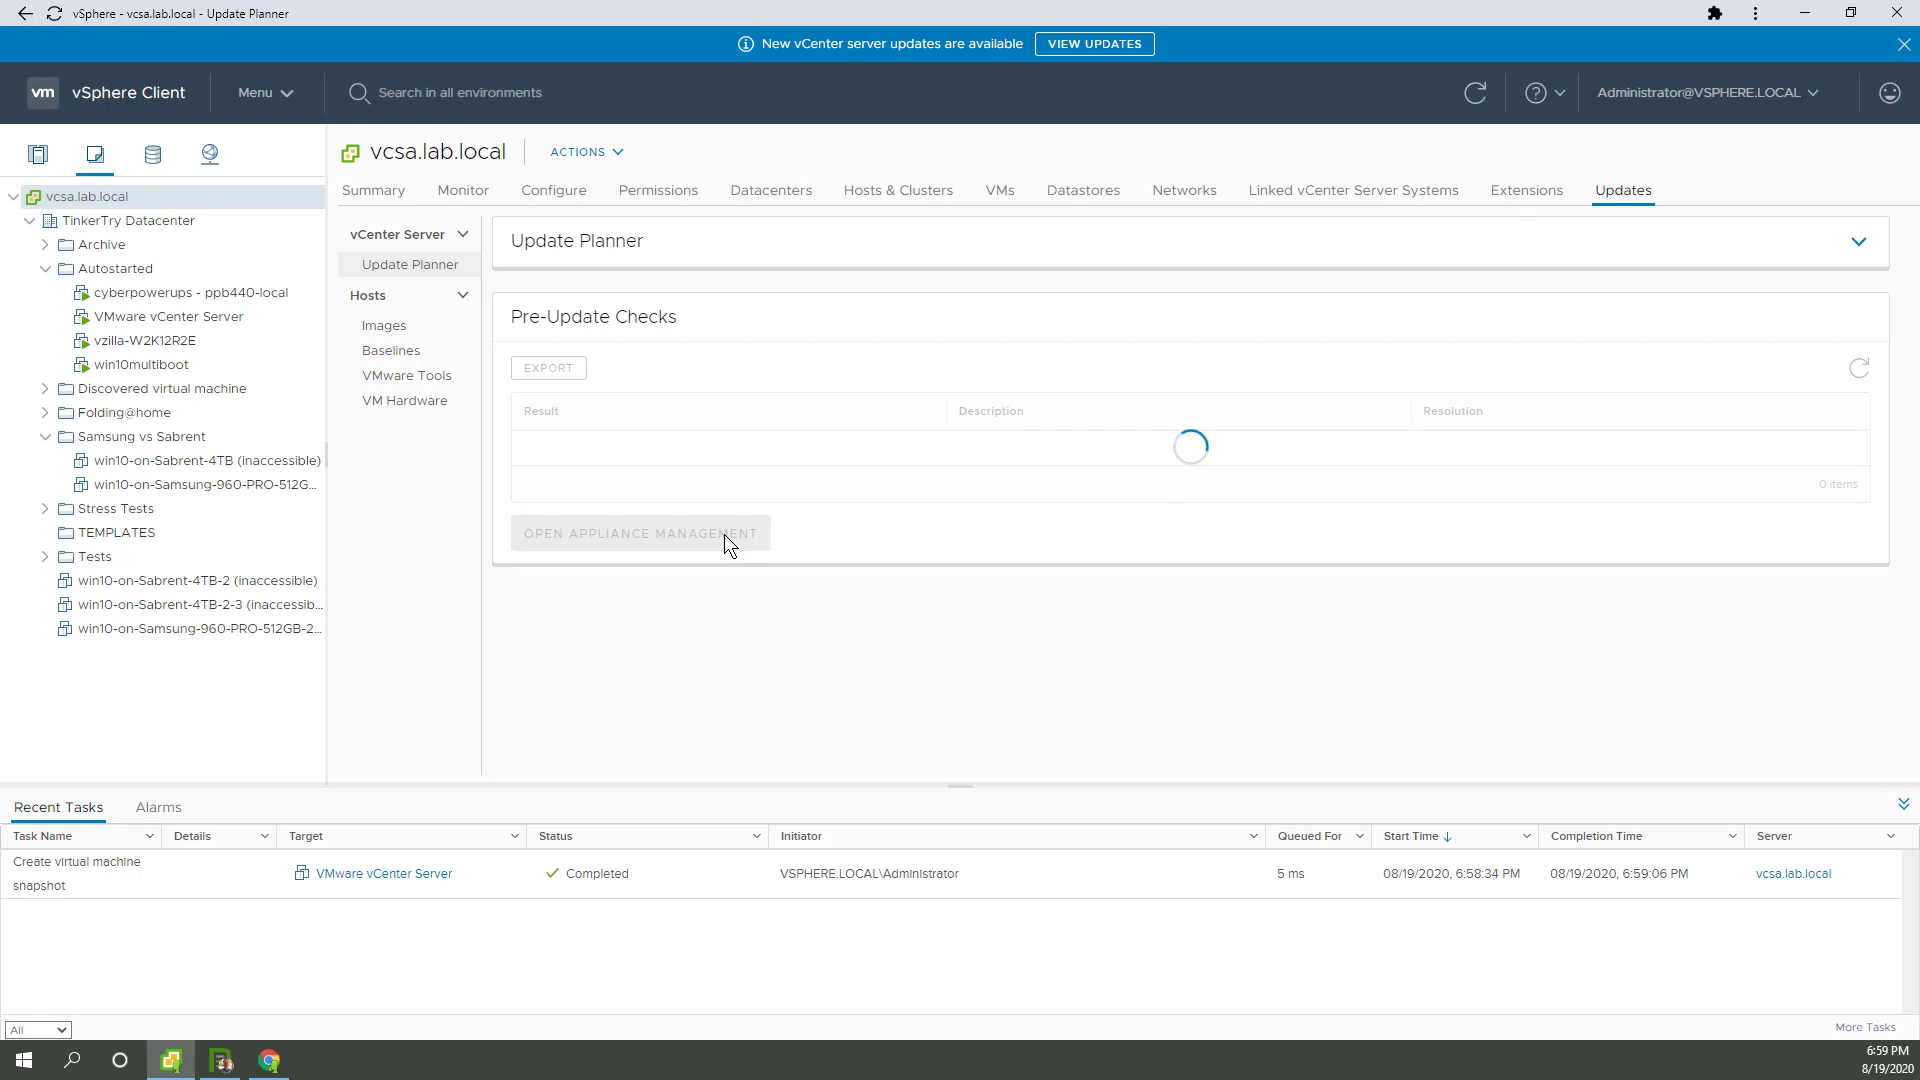 vSphere - vcsa.lab.local - Update Planner
New vCenter server updates are available
VIEW UPDATES
vm
vSphere Client
Menu
Search in all environments
Administrator@VSPHERE.LOCAL
vcsa.lab.local
ACTIONS
Summary
Monitor
Configure
Permissions
Datacenters
Hosts & Clusters
VMs
Datastores
Networks
Linked vCenter Server Systems
Extensions
Updates
vcsa.lab.local
TinkerTry Datacenter
Archive
Autostarted
cyberpowerups - ppb440-local
VMware vCenter Server
vzilla-W2K12R2E
win10multiboot
Discovered virtual machine
Folding@home
Samsung vs Sabrent
win10-on-Sabrent-4TB (inaccessible)
win10-on-Samsung-960-PRO-512G...
Stress Tests
TEMPLATES
Tests
win10-on-Sabrent-4TB-2 (inaccessible)
win10-on-Sabrent-4TB-2-3 (inaccessib...
win10-on-Samsung-960-PRO-512GB-2...
vCenter Server
Update Planner
Hosts
Images
Baselines
VMware Tools
VM Hardware
Update Planner
Pre-Update Checks
EXPORT
Result
Description
Resolution
0 items
OPEN APPLIANCE MANAGEMENT
Recent Tasks
Alarms
Task Name
Details
Target
Status
Initiator
Queued For
Start Time
Completion Time
Server
Create virtual machine
snapshot
VMware vCenter Server
Completed
VSPHERE.LOCAL\Administrator
5 ms
08/19/2020, 6:58:34 PM
08/19/2020, 6:59:06 PM
vcsa.lab.local
All
More Tasks
6:59 PM
8/19/2020